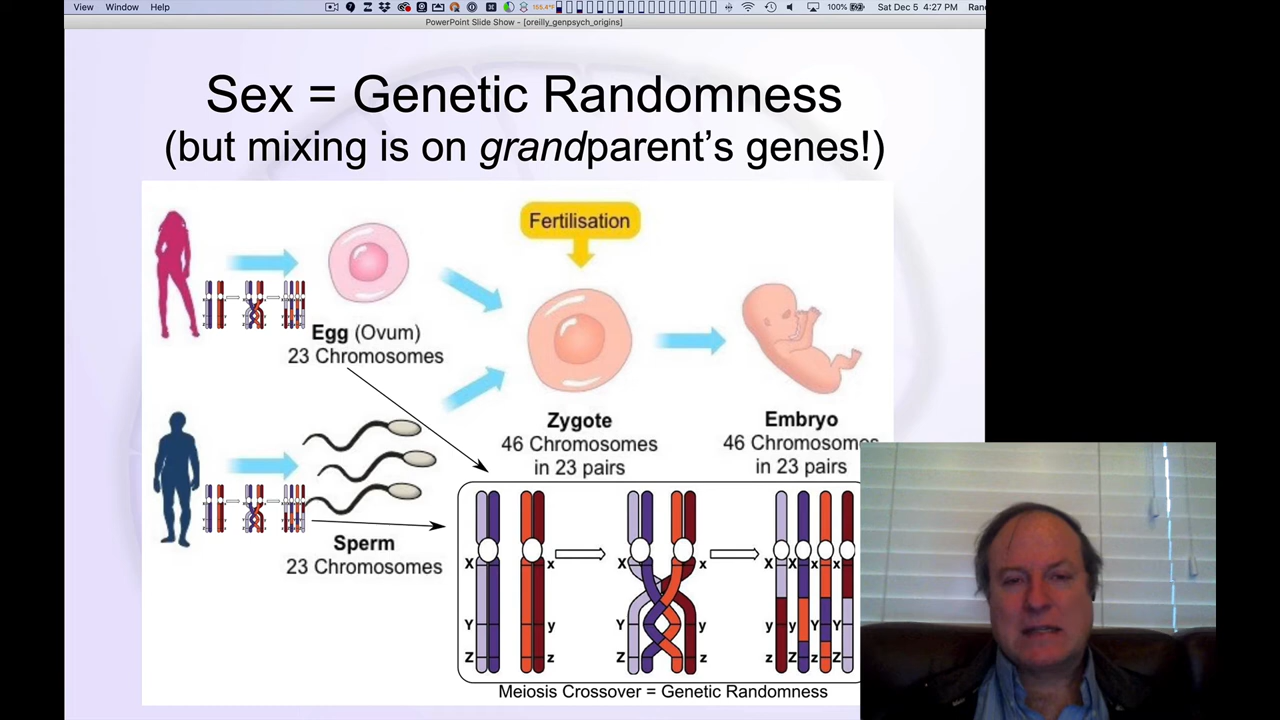 View Window Help
155.4°F
100%
Sat Dec 5 4:27 PM
PowerPoint Slide Show - [oreilly_genpsych_origins]
Sex = Genetic Randomness
(but mixing is on grandparent's genes!)
Fertilisation
Egg (Ovum)
23 Chromosomes
Zygote
46 Chromosomes
in 23 pairs
Embryo
46 Chromosomes
in 23 pairs
Sperm
23 Chromosomes
X x X x X X x x
Y y Y y y y Y Y
Z z Z z z Z z Z
Meiosis Crossover = Genetic Randomness